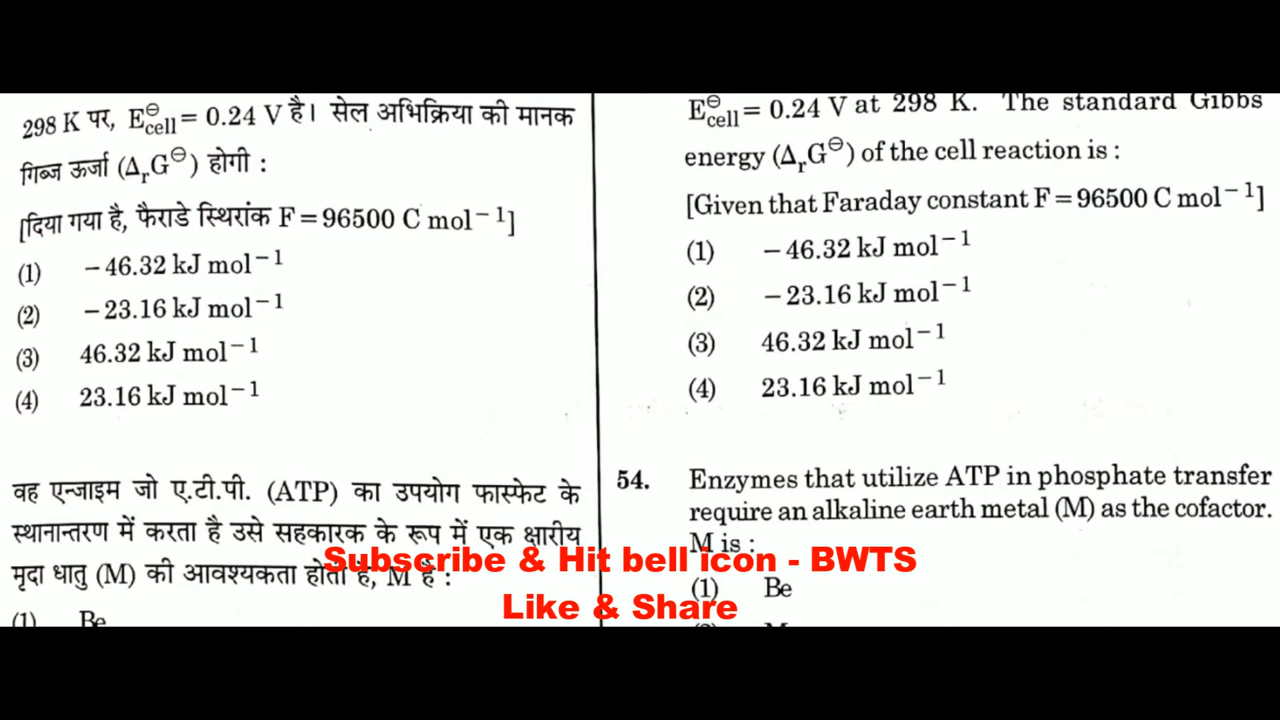 298 K पर, E⊖cell = 0.24 V है। सेल अभिक्रिया की मानक
गिब्ज ऊर्जा (ΔrG⊖) होगी :
[दिया गया है, फैराडे स्थिरांक F = 96500 C mol−1]
(1) − 46.32 kJ mol−1
(2) − 23.16 kJ mol−1
(3) 46.32 kJ mol−1
(4) 23.16 kJ mol−1
वह एन्जाइम जो ए.टी.पी. (ATP) का उपयोग फास्फेट के
स्थानान्तरण में करता है उसे सहकारक के रूप में एक क्षारीय
मृदा धातु (M) की आवश्यकता होता है, M है :
(1) Be
E⊖cell = 0.24 V at 298 K. The standard Gibbs
energy (ΔrG⊖) of the cell reaction is :
[Given that Faraday constant F = 96500 C mol−1]
(1) − 46.32 kJ mol−1
(2) − 23.16 kJ mol−1
(3) 46.32 kJ mol−1
(4) 23.16 kJ mol−1
54. Enzymes that utilize ATP in phosphate transfer
require an alkaline earth metal (M) as the cofactor.
M is :
(1) Be
Subscribe & Hit bell icon - BWTS
Like & Share